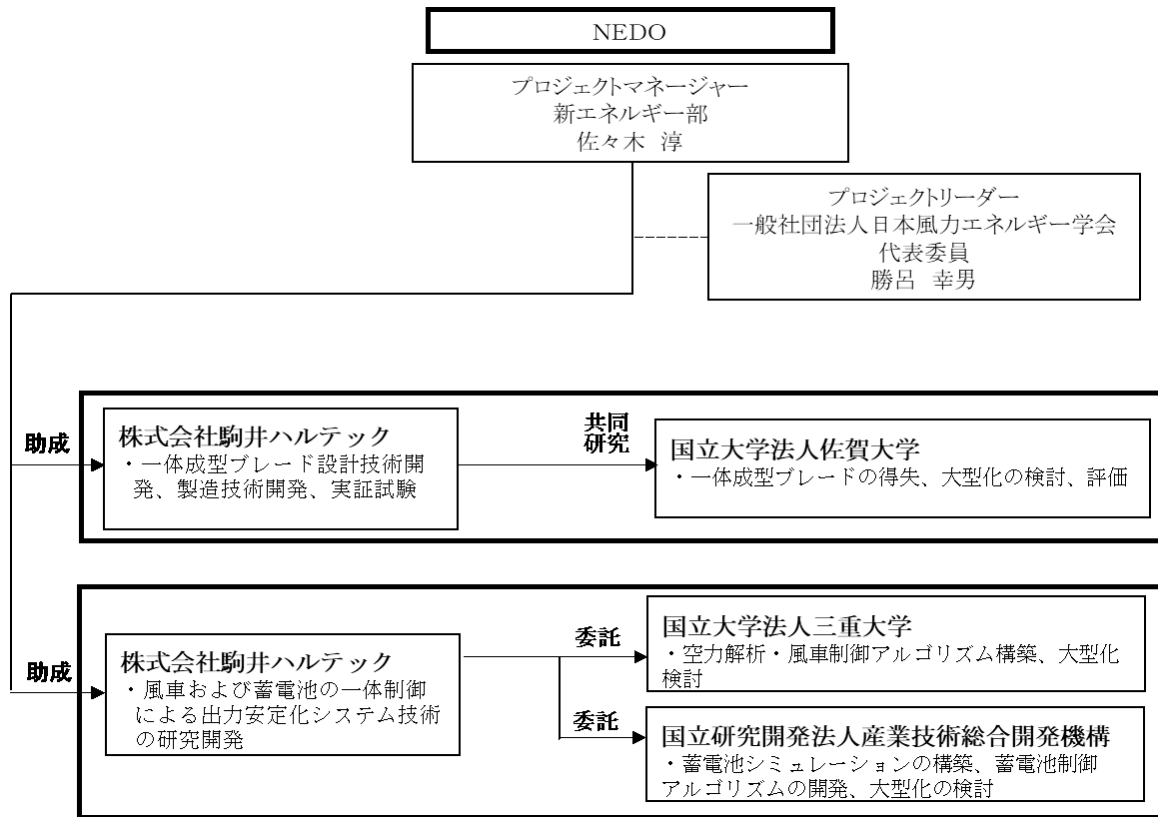 NEDO
プロジェクトマネージャー
新エネルギー部
佐々木 淳
プロジェクトリーダー
一般社団法人日本風力エネルギー学会
代表委員
勝呂 幸男
助成
株式会社駒井ハルテック
・一体成型ブレード設計技術開
発、製造技術開発、実証試験
共同
研究
国立大学法人佐賀大学
・一体成型ブレードの得失、大型化の検討、評価
助成
株式会社駒井ハルテック
・風車および蓄電池の一体制御
による出力安定化システム技術
の研究開発
委託
国立大学法人三重大学
・空力解析・風車制御アルゴリズム構築、大型化
検討
委託
国立研究開発法人産業技術総合開発機構
・蓄電池シミュレーションの構築、蓄電池制御
アルゴリズムの開発、大型化の検討